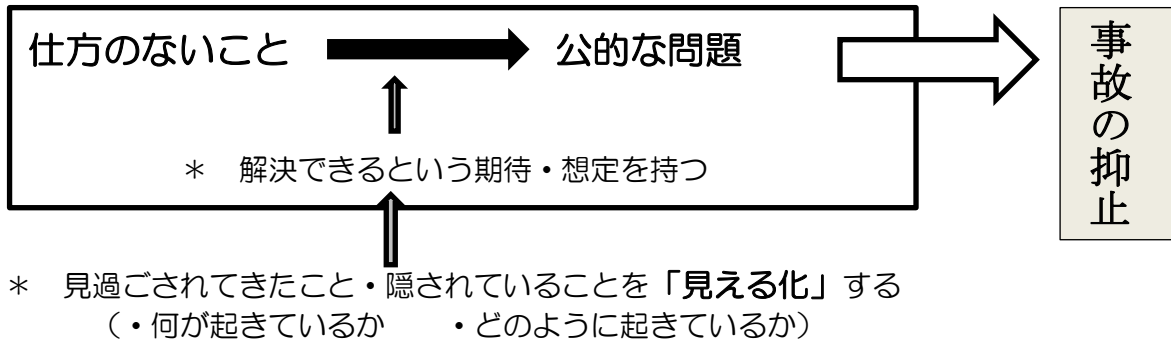 仕方のないこと 公的な問題
事故の抑止
＊ 解決できるという期待・想定を持つ
＊ 見過ごされてきたこと・隠されていることを「見える化」する
（・何が起きているか ・どのように起きているか）